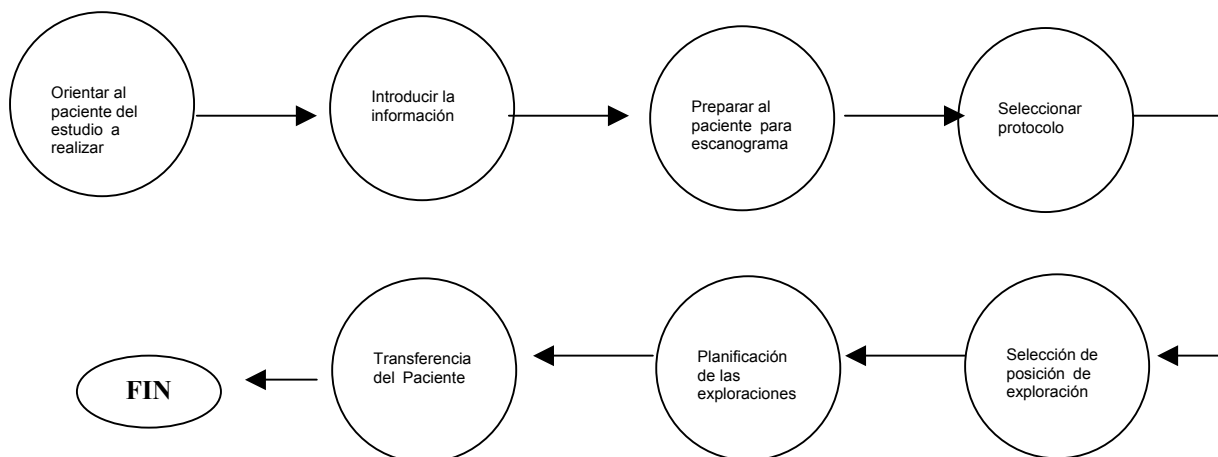 Orientar al
paciente del
estudio a
realizar
Introducir la
información
Preparar al
paciente para
escanograma
Seleccionar
protocolo
Selección de
posición de
exploración
Planificación
de las
exploraciones
Transferencia
del Paciente
FIN